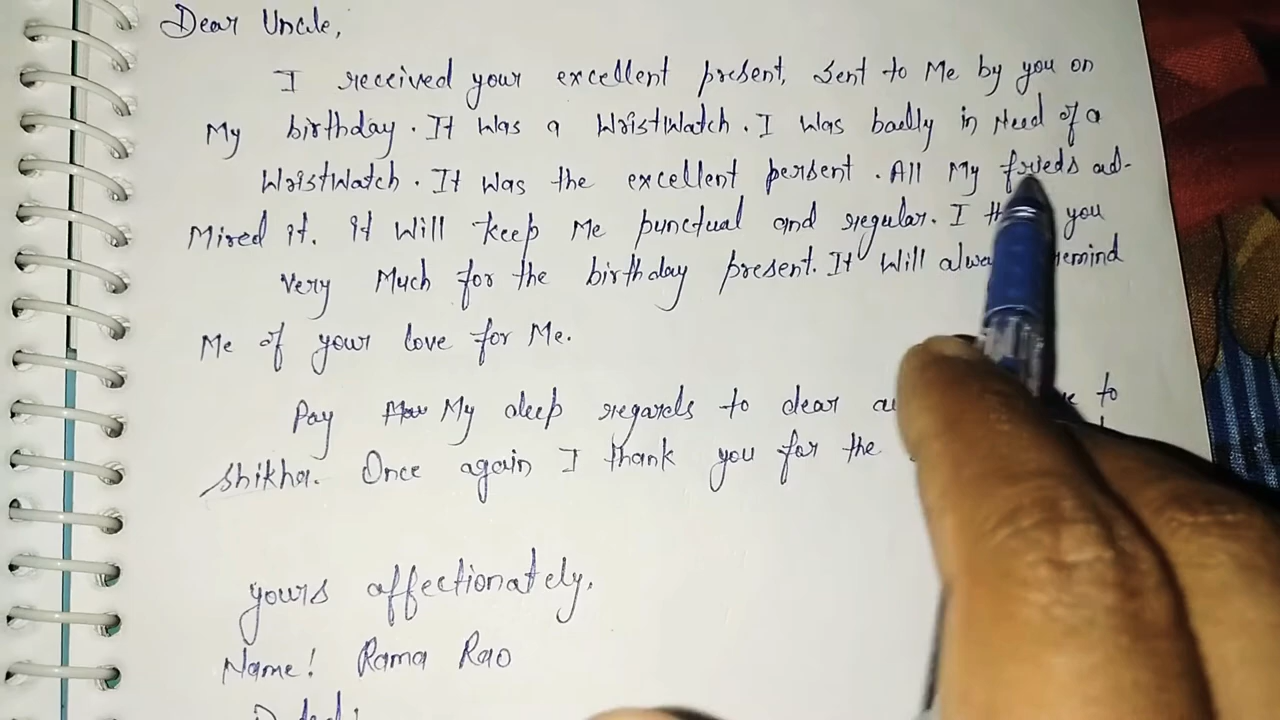 Dear Uncle,
I received your excellent present, sent to Me by you on
My birthday. It was a Wristwatch. I was badly in Need of a
Wristwatch. It was the excellent persent. All My frieds ad-
mired it. it will keep Me punctual and regular. I you
very Much for the birthday present. It will remind
Me of your love for Me.
Pay My deep regards to dear to
Shikha. Once again I thank you for the
yours affectionately,
Name! Rama Rao